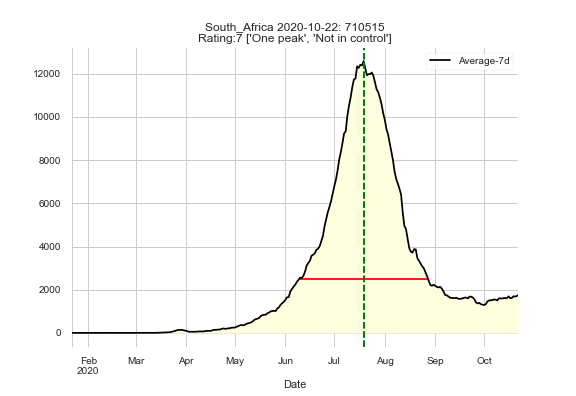 South_Africa 2020-10-22: 710515
Rating:7 ['One peak', 'Not in control']
Average-7d
12000
10000
8000
6000
4000
2000
0
Feb Mar Apr May Jun Jul Aug Sep Oct
2020
Date